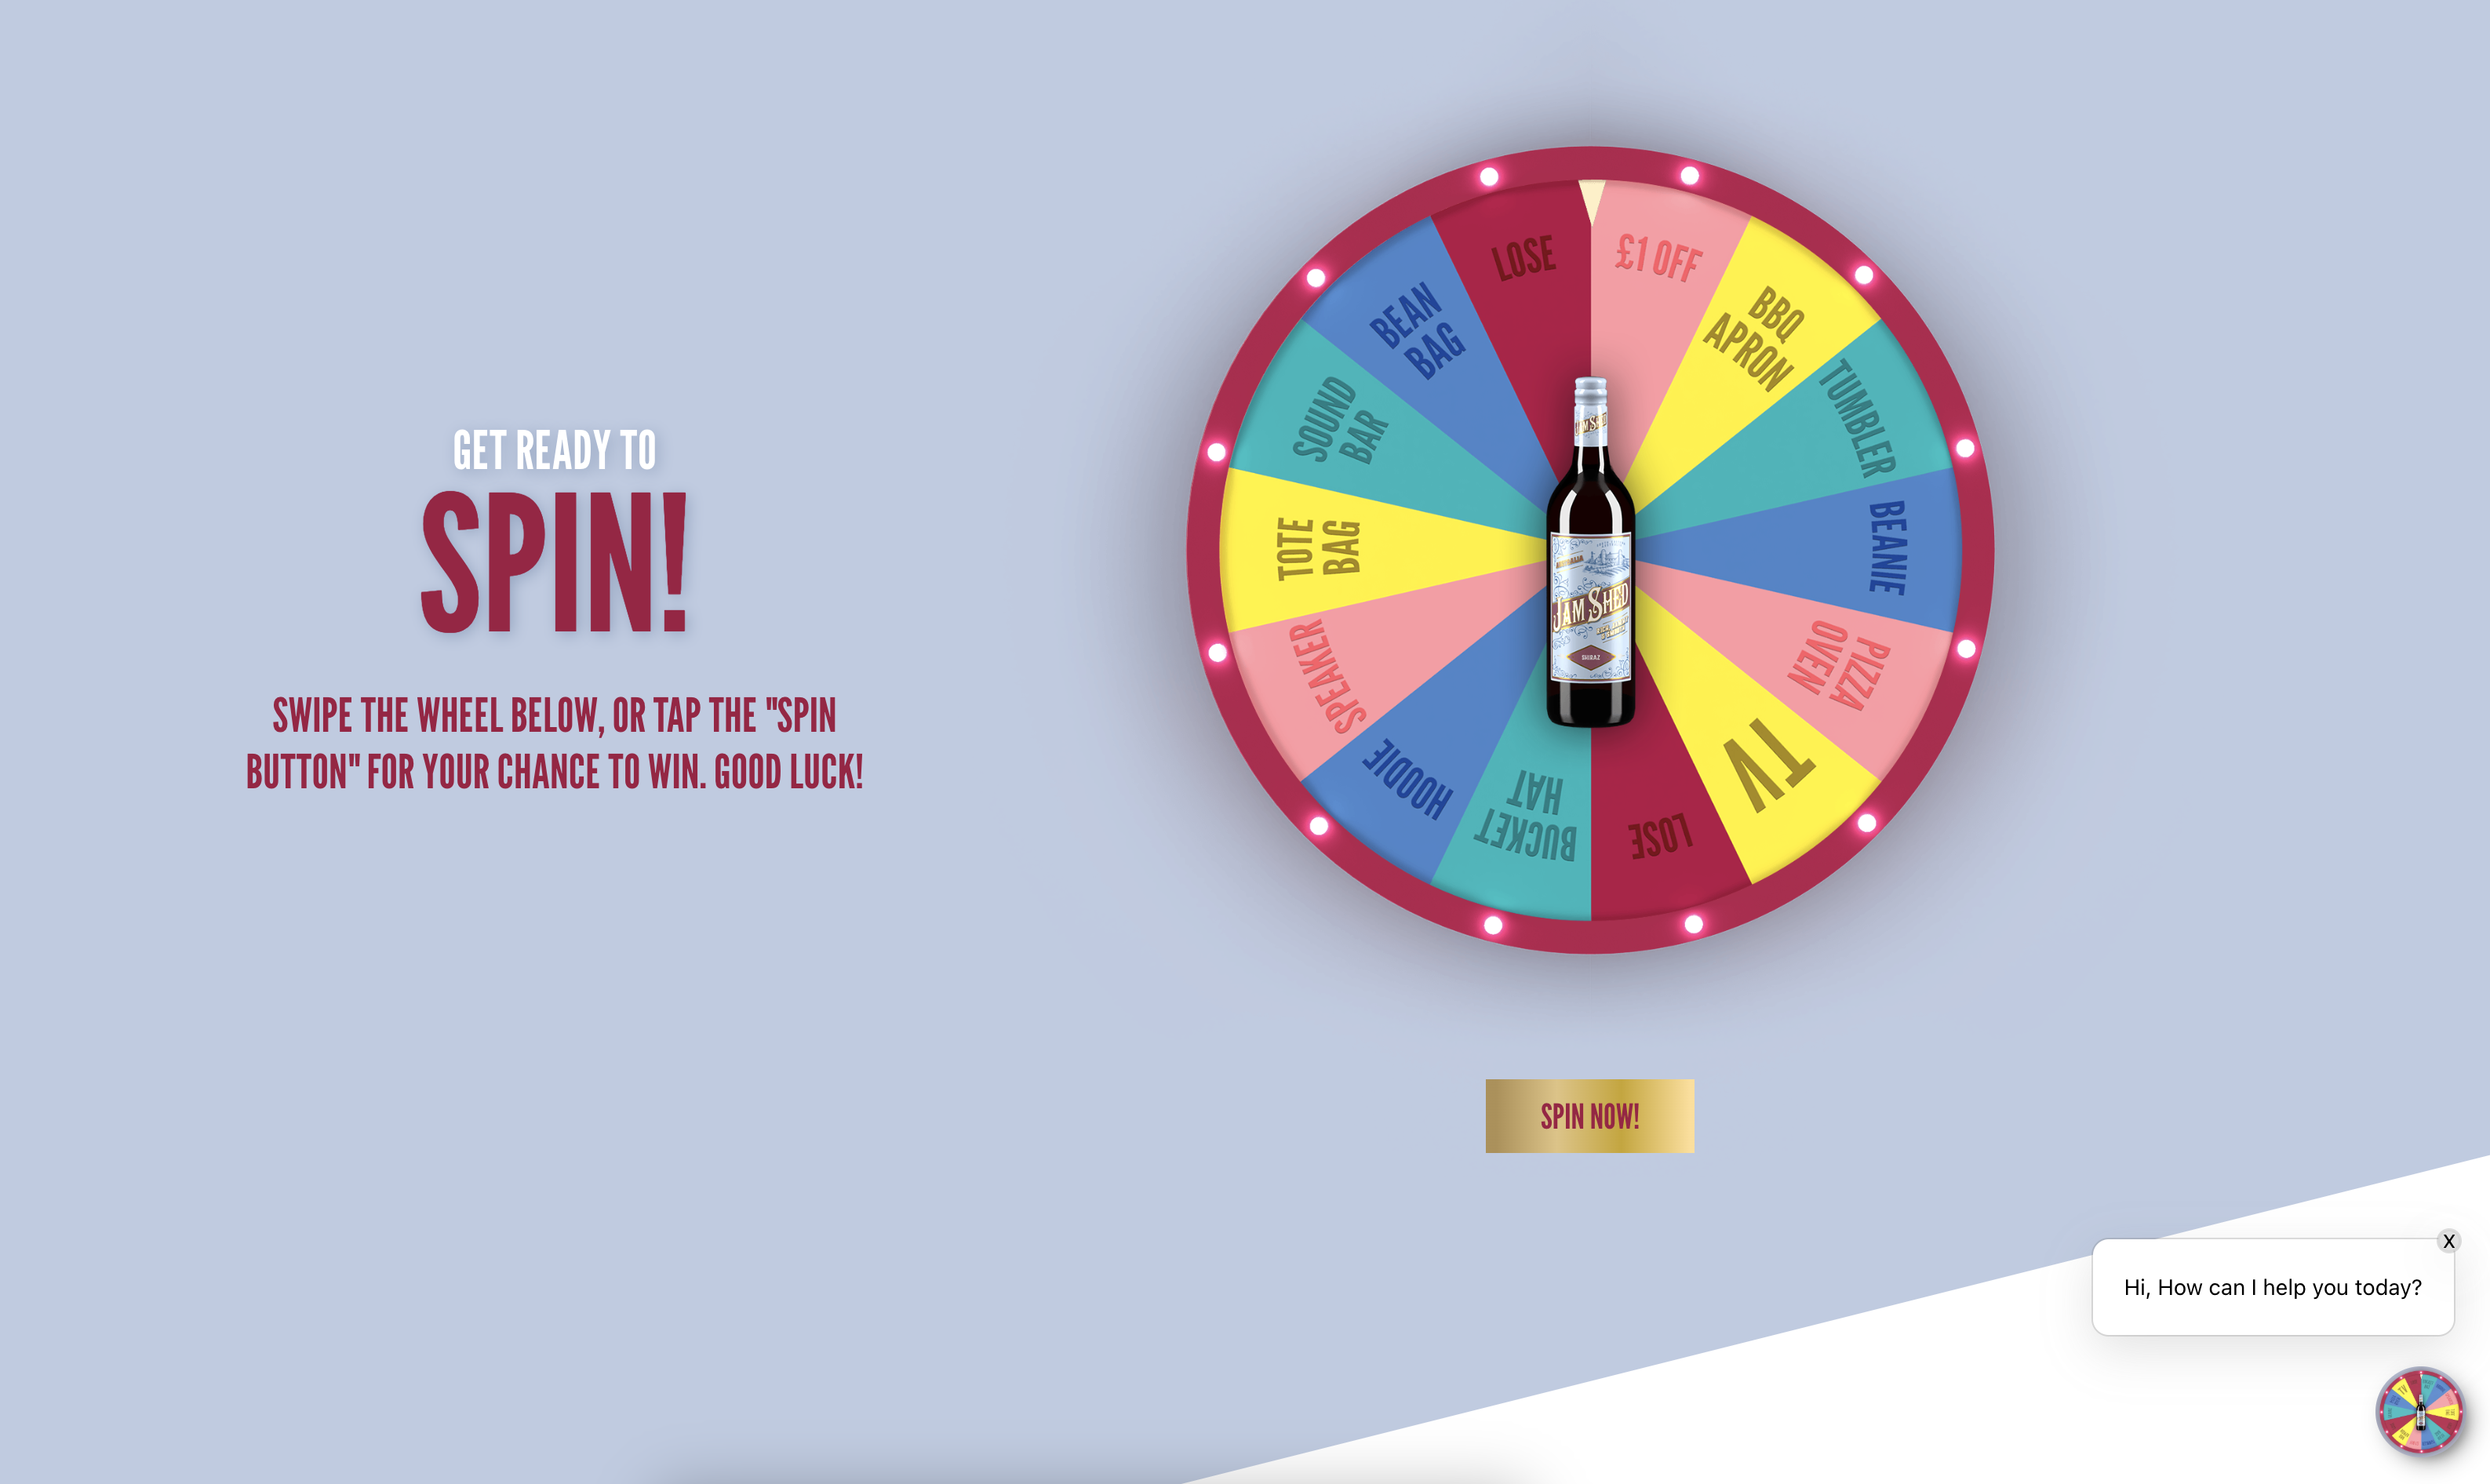 GET READY TO
SPIN!
SWIPE THE WHEEL BELOW, OR TAP THE "SPIN
BUTTON" FOR YOUR CHANCE TO WIN. GOOD LUCK!
£1 OFF
BBQ
APRON
TUMBLER
BEANIE
PIZZA
OVEN
TV
LOSE
BUCKET
HAT
HOODIE
SPEAKER
TOTE
BAG
SOUND
BAR
BEAN
BAG
LOSE
AUSTRALIA
JAM SHED
SHIRAZ
SPIN NOW!
X
Hi, How can I help you today?